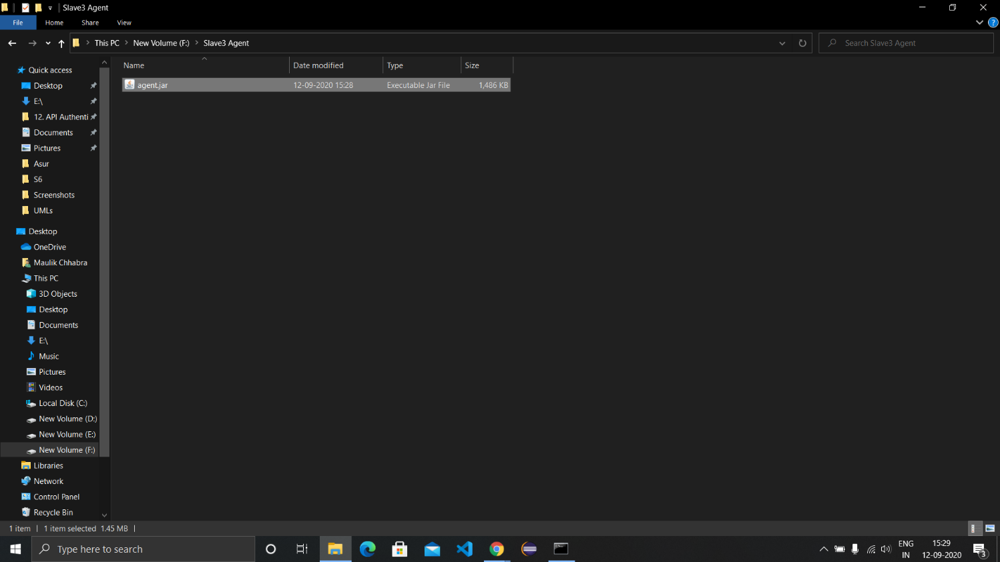 Slave3 Agent
File Home Share View
This PC New Volume (F:) Slave3 Agent
Search Slave3 Agent
Name Date modified Type Size
agent.jar 12-09-2020 15:28 Executable Jar File 1,486 KB
Quick access
Desktop
E:\
12. API Authenti
Documents
Pictures
Asur
S6
Screenshots
UMLs
Desktop
OneDrive
Maulik Chhabra
This PC
3D Objects
Desktop
Documents
E:\
Music
Pictures
Videos
Local Disk (C:)
New Volume (D:)
New Volume (E:)
New Volume (F:)
Libraries
Network
Control Panel
Recycle Bin
1 item 1 item selected 1.45 MB
Type here to search
ENG
IN
15:29
12-09-2020
3